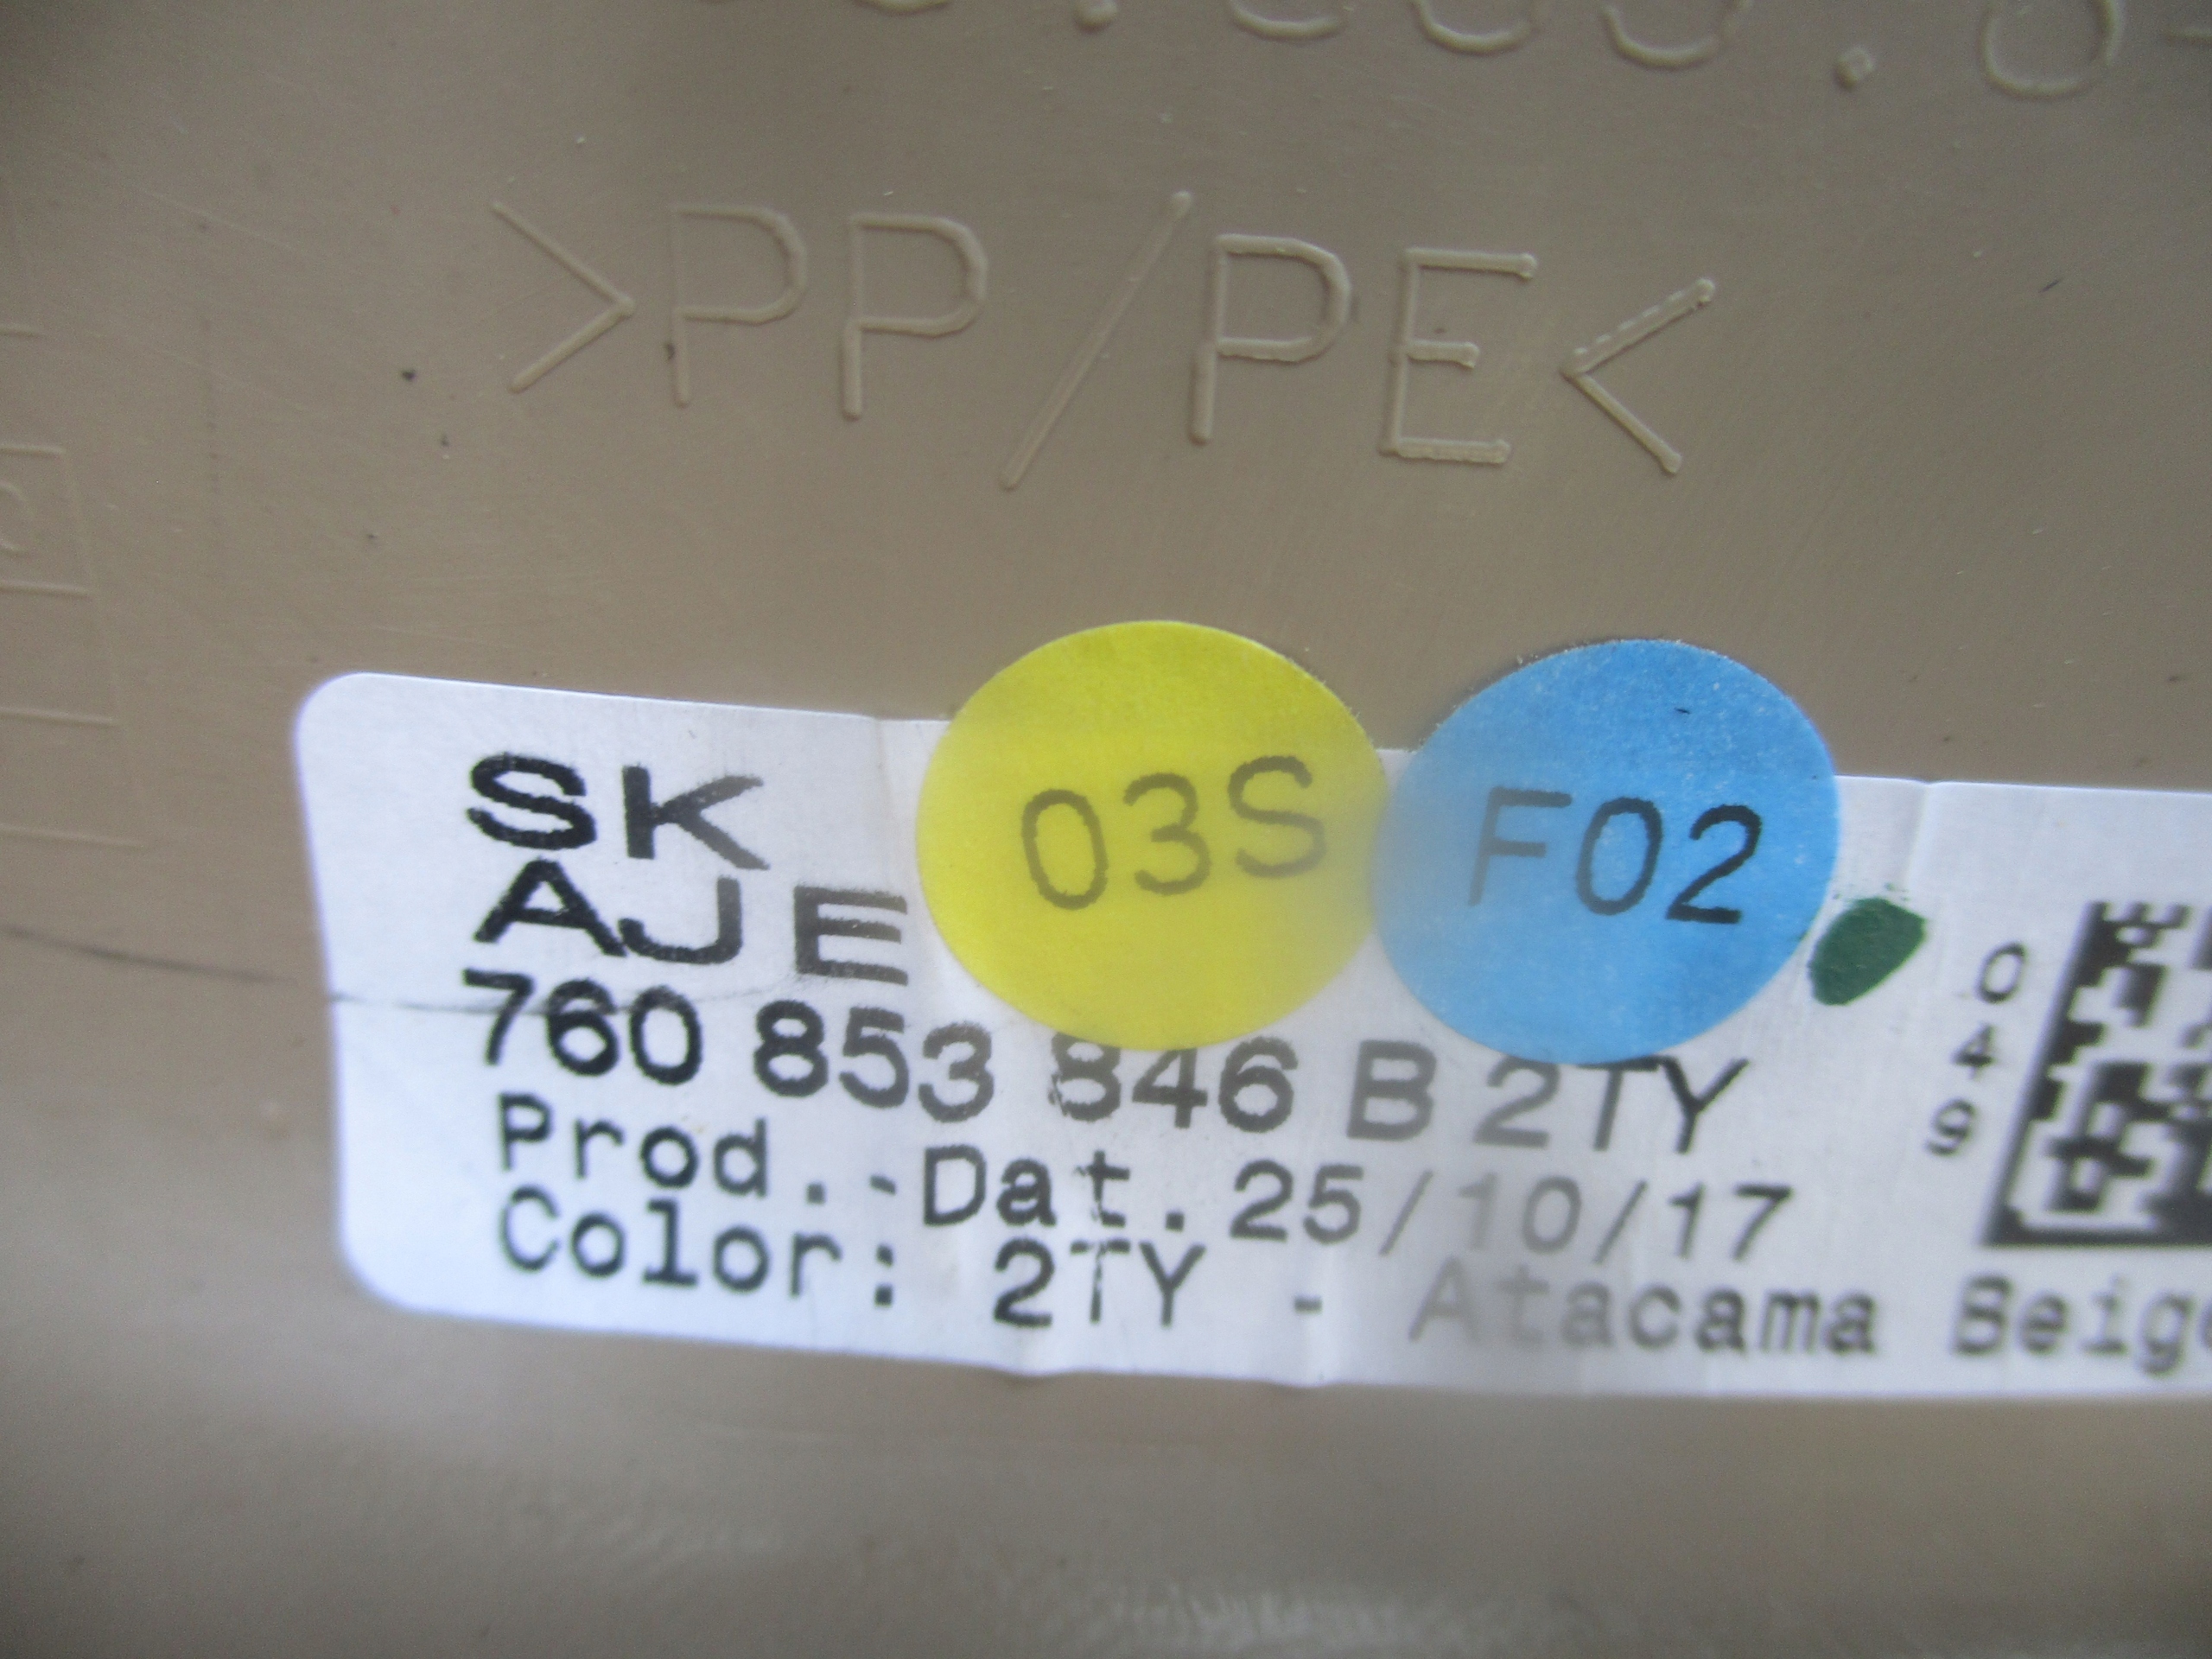 >PP/PE<
SK
AJE
03S
F02
760 853 846 B 2TY
Prod.-Dat. 25/10/17
Color: 2TY - Atacama Beige
049